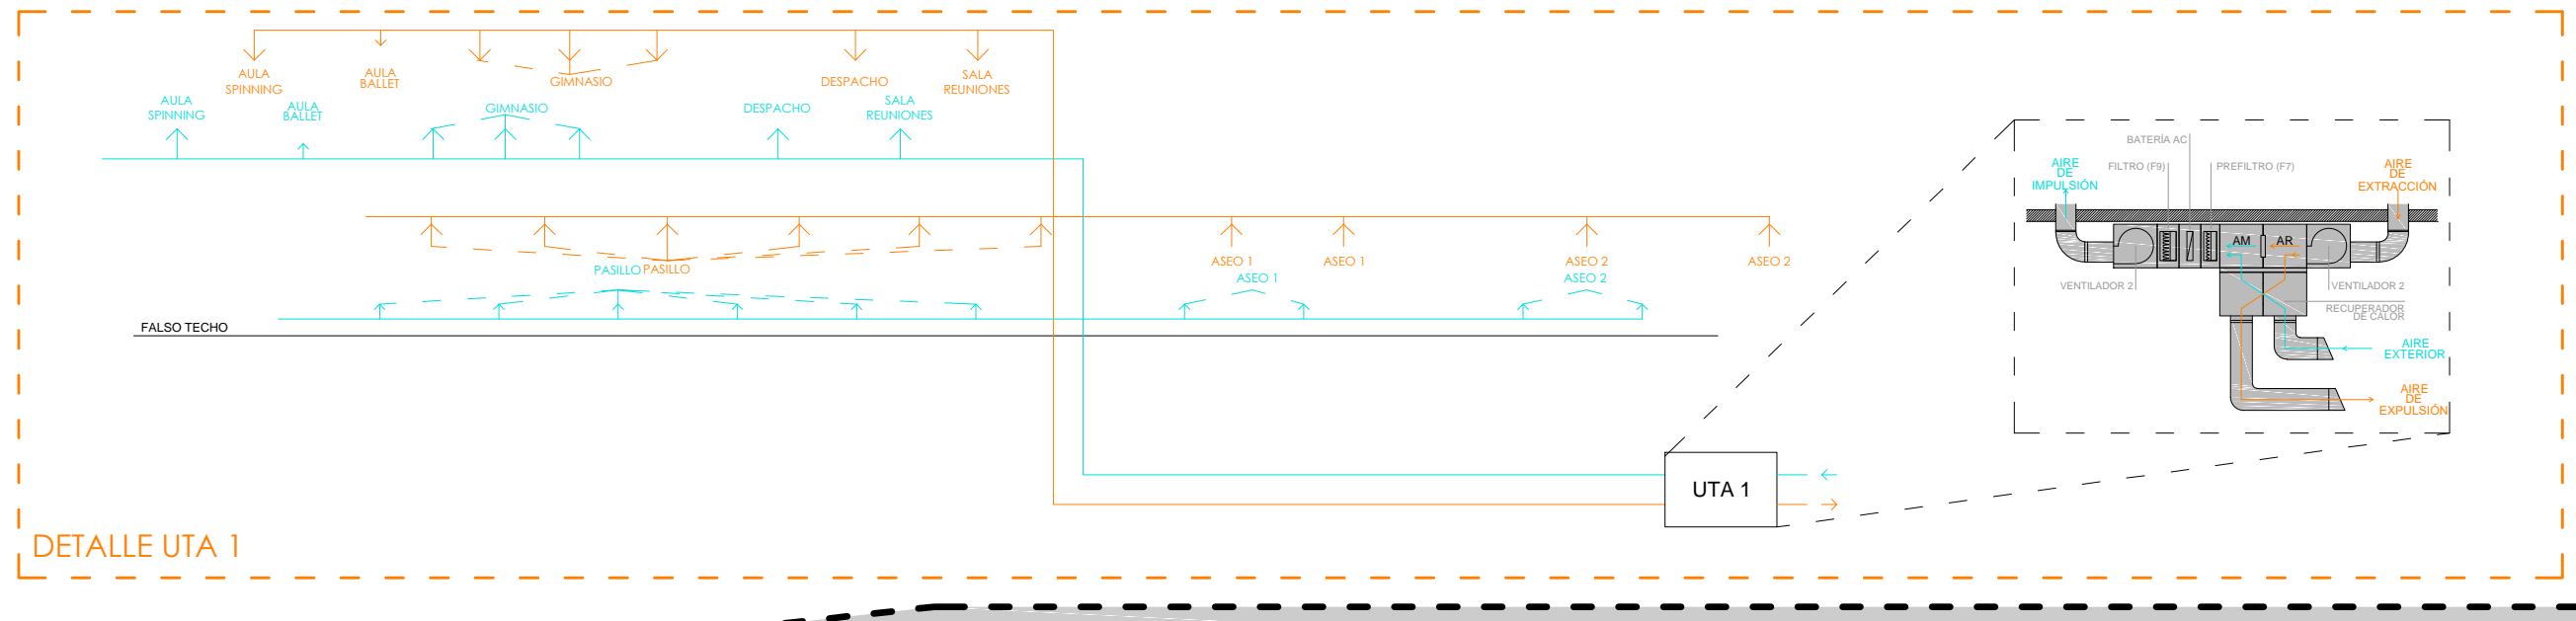 AULA
SPINNING
AULA
BALLET
GIMNASIO
DESPACHO
SALA
REUNIONES
AULA
SPINNING
AULA
BALLET
GIMNASIO
DESPACHO
SALA
REUNIONES
PASILLO
PASILLO
ASEO 1
ASEO 1
ASEO 2
ASEO 2
ASEO 1
ASEO 2
FALSO TECHO
UTA 1
BATERÍA AC
FILTRO (F9)
PREFILTRO (F7)
AIRE
DE
IMPULSIÓN
AIRE
DE
EXTRACCIÓN
AM
AR
VENTILADOR 2
VENTILADOR 2
RECUPERADOR
DE CALOR
AIRE
EXTERIOR
AIRE
DE
EXPULSIÓN
DETALLE UTA 1